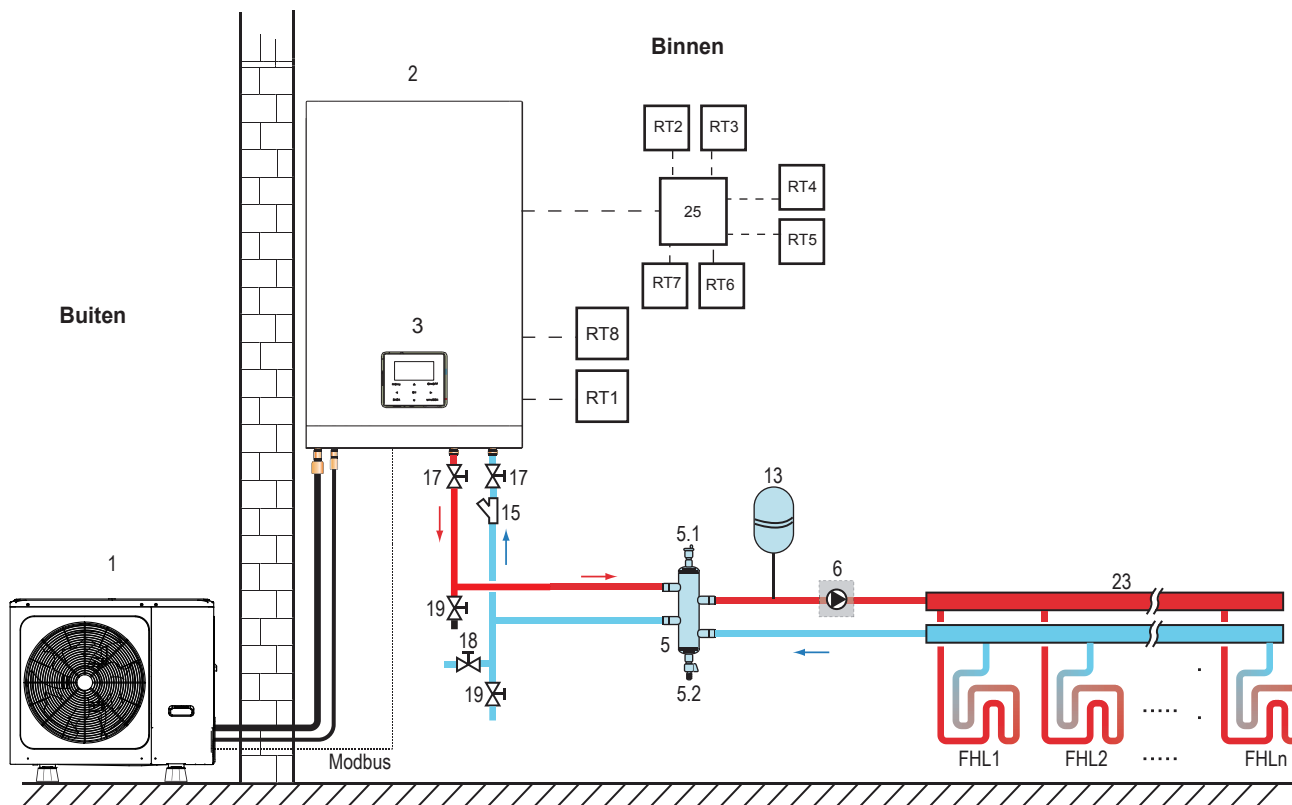 Binnen
2
RT2
RT3
RT4
25
RT5
RT7
RT6
Buiten
3
RT8
RT1
17
17
15
13
5.1
1
6
23
19
18
5
19
5.2
Modbus
FHL1
FHL2
.....
FHLn